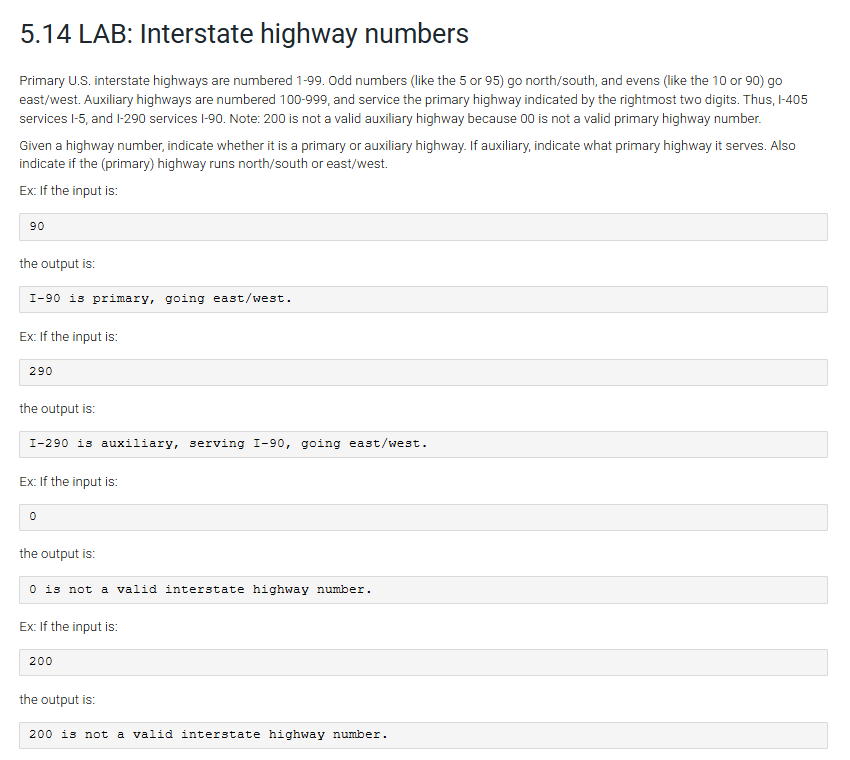 5.14 LAB: Interstate highway numbers
Primary U.S. interstate highways are numbered 1-99. Odd numbers (like the 5 or 95) go north/south, and evens (like the 10 or 90) go
east/west. Auxiliary highways are numbered 100-999, and service the primary highway indicated by the rightmost two digits. Thus, I-405
services I-5, and I-290 services I-90. Note: 200 is not a valid auxiliary highway because 00 is not a valid primary highway number.
Given a highway number, indicate whether it is a primary or auxiliary highway. If auxiliary, indicate what primary highway it serves. Also
indicate if the (primary) highway runs north/south or east/west.
Ex: If the input is:
90
the output is:
I-90 is primary, going east/west.
Ex: If the input is:
290
the output is:
I-290 is auxiliary, serving I-90, going east/west.
Ex: If the input is:
0
the output is:
0 is not a valid interstate highway number.
Ex: If the input is:
200
the output is:
200 is not a valid interstate highway number.